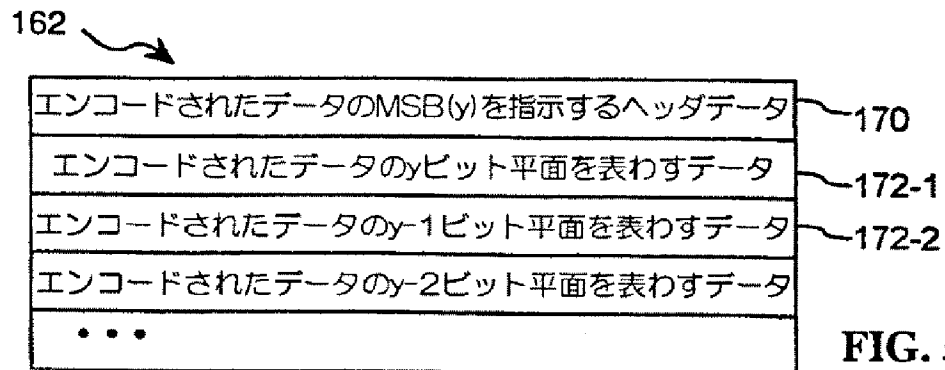 162
エンコードされたデータのMSB(y)を指示するヘッダデータ
170
エンコードされたデータのyビット平面を表わすデータ
172-1
エンコードされたデータのy-1ビット平面を表わすデータ
172-2
エンコードされたデータのy-2ビット平面を表わすデータ
•••
FIG.